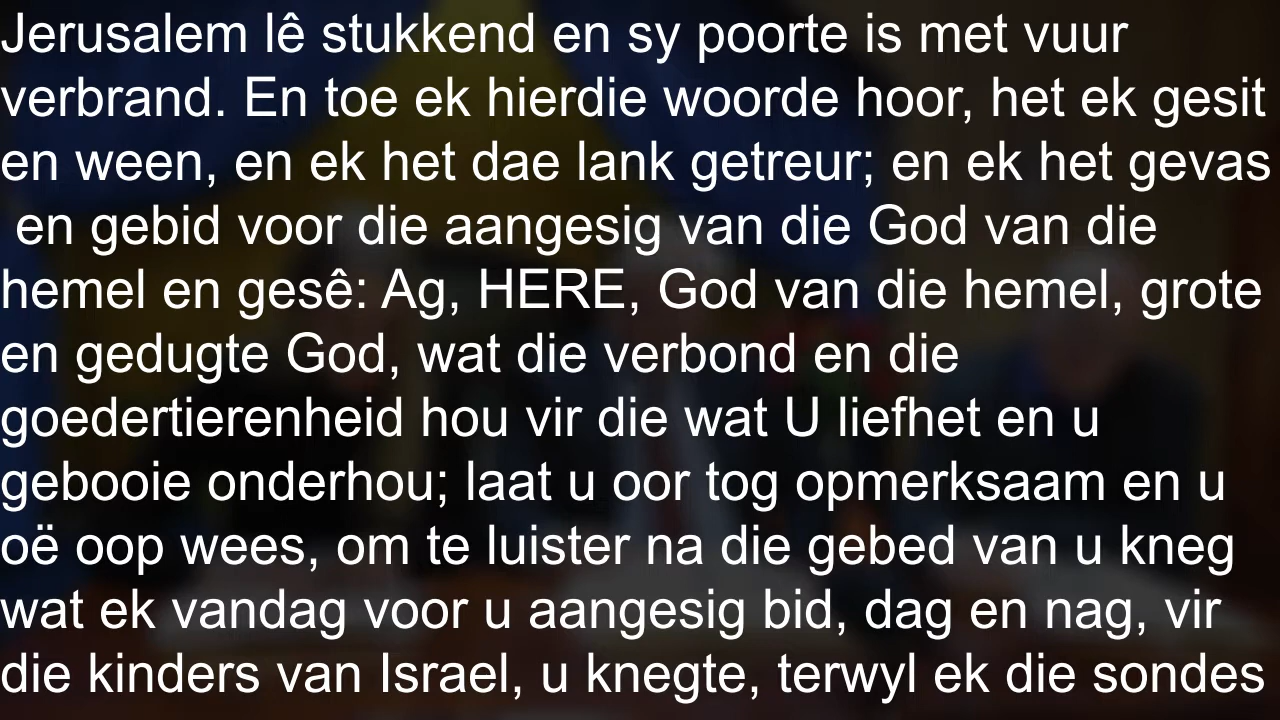 Jerusalem lê stukkend en sy poorte is met vuur
verbrand. En toe ek hierdie woorde hoor, het ek gesit
en ween, en ek het dae lank getreur; en ek het gevas
en gebid voor die aangesig van die God van die
hemel en gesê: Ag, HERE, God van die hemel, grote
en gedugte God, wat die verbond en die
goedertierenheid hou vir die wat U liefhet en u
gebooie onderhou; laat u oor tog opmerksaam en u
oë oop wees, om te luister na die gebed van u kneg
wat ek vandag voor u aangesig bid, dag en nag, vir
die kinders van Israel, u knegte, terwyl ek die sondes